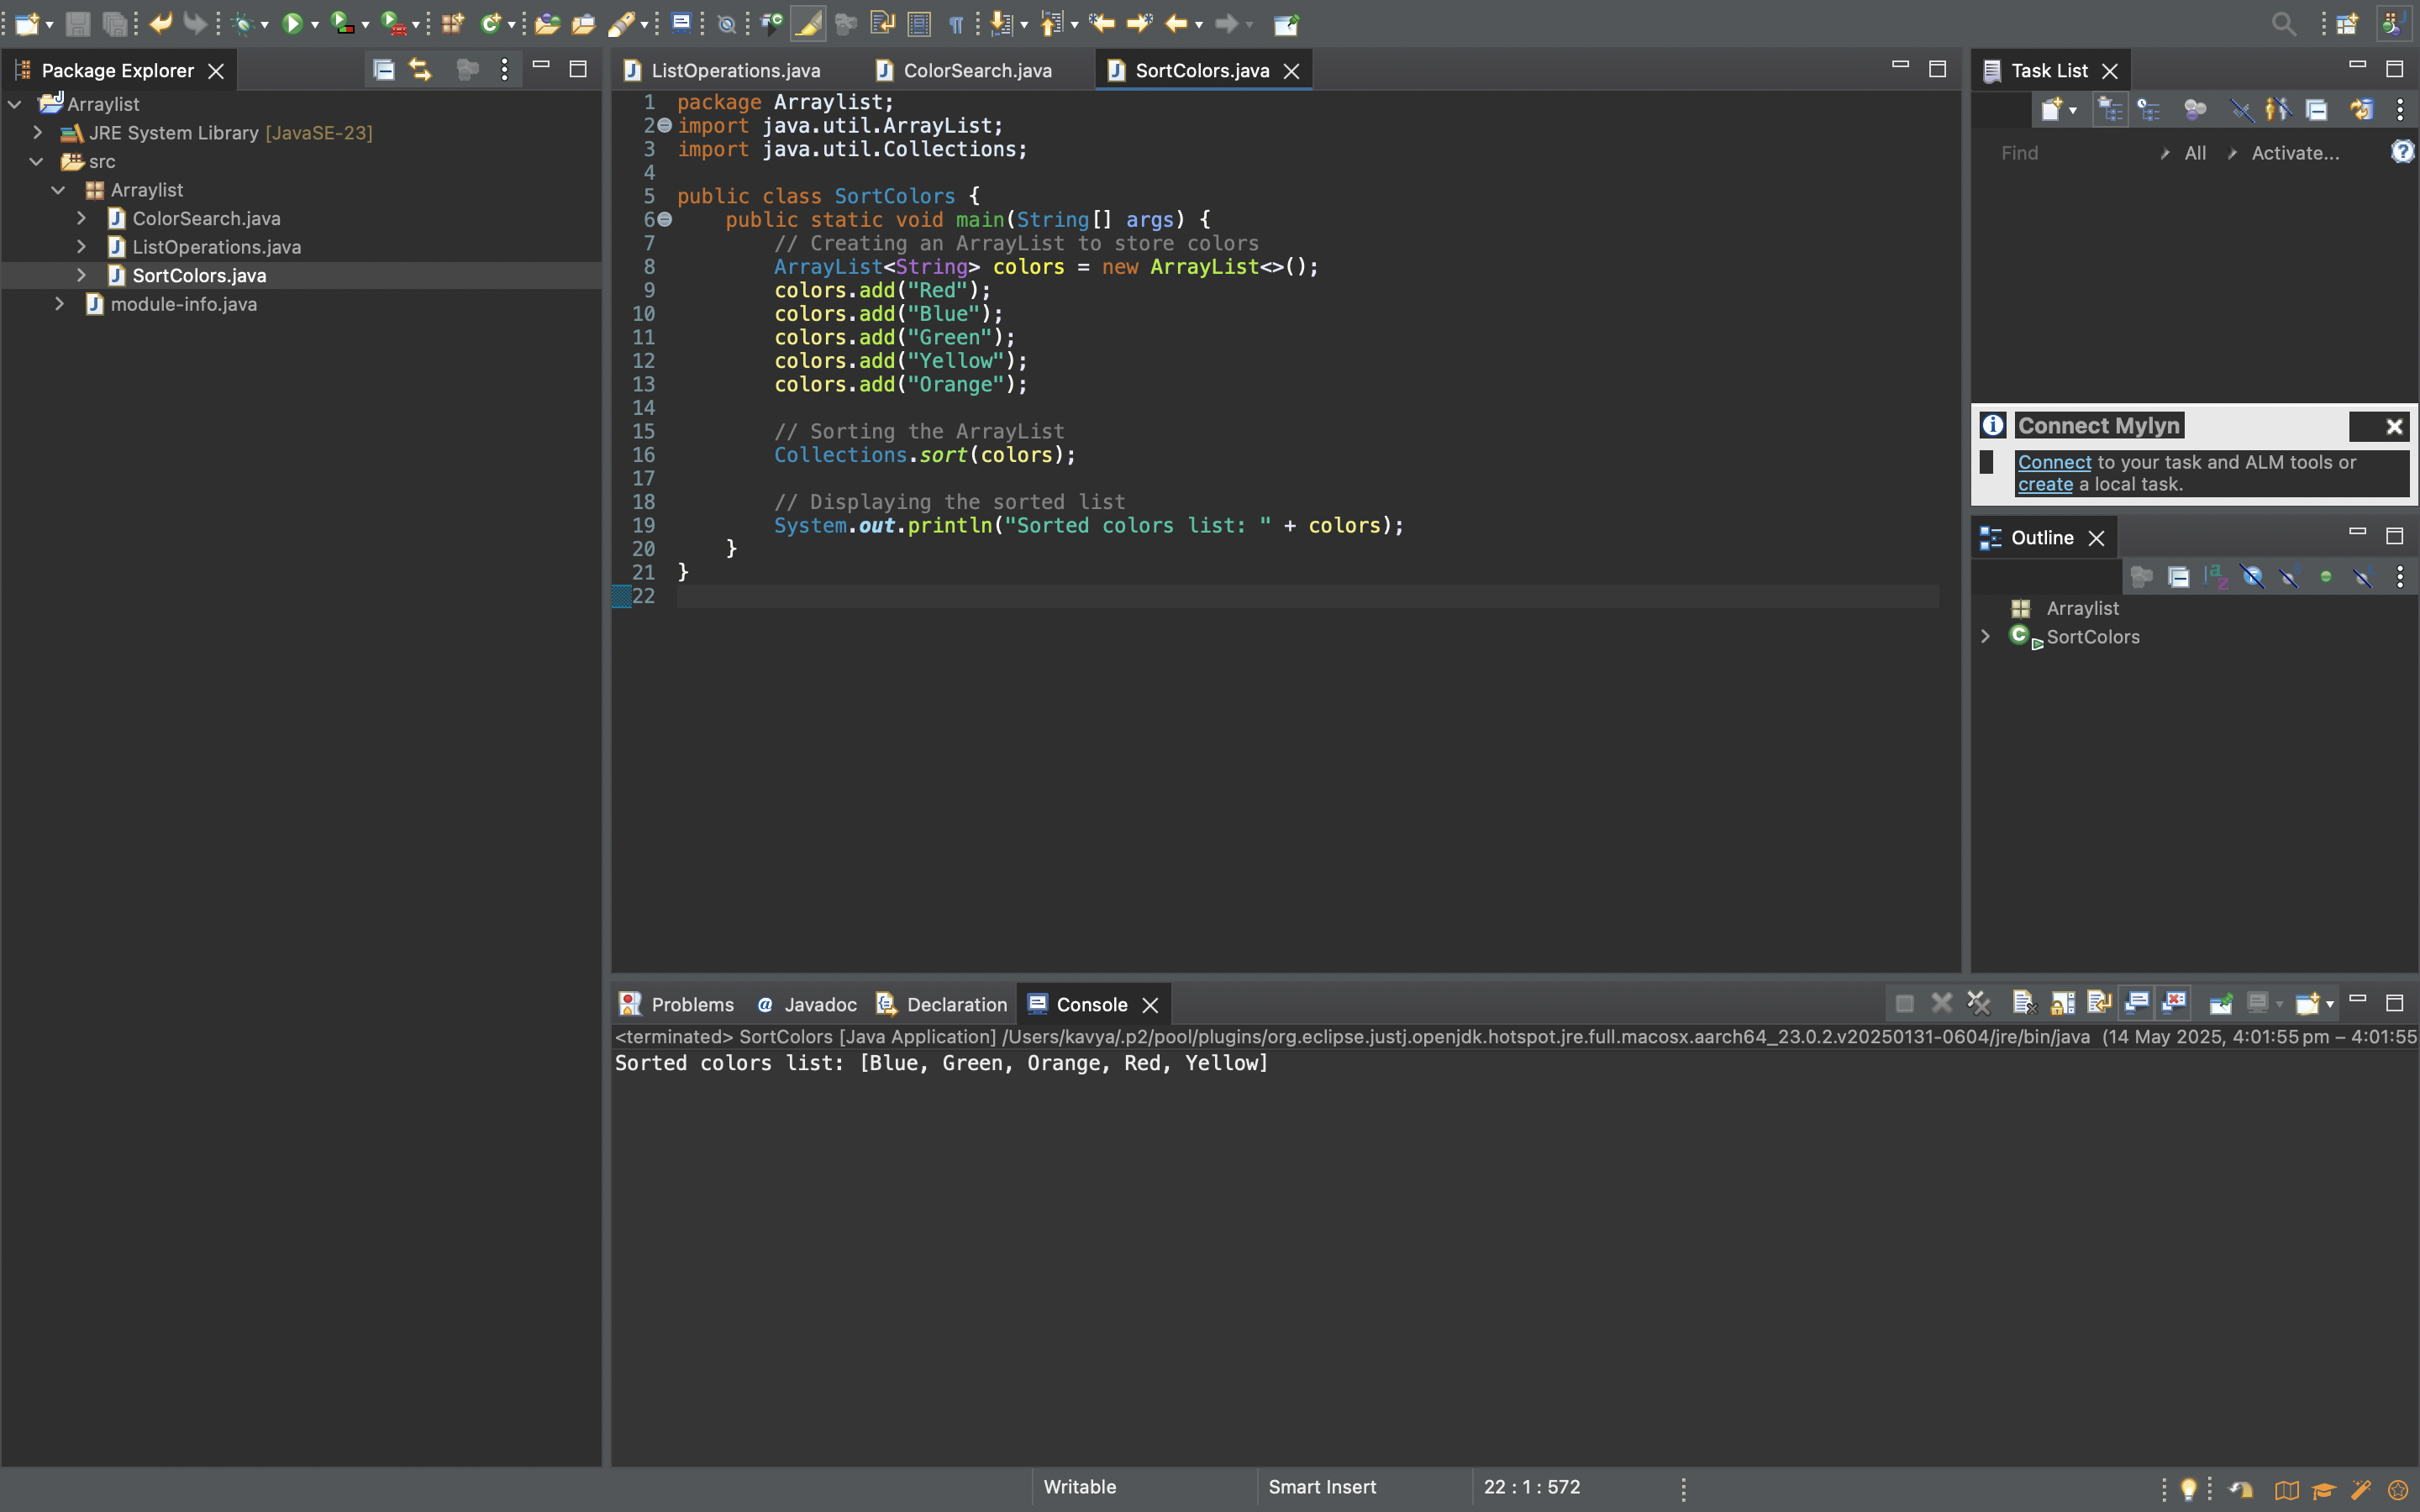 Package Explorer
Arraylist
JRE System Library [JavaSE-23]
src
Arraylist
ColorSearch.java
ListOperations.java
SortColors.java
module-info.java
ListOperations.java
ColorSearch.java
SortColors.java
1 package Arraylist;
2 import java.util.ArrayList;
3 import java.util.Collections;
4
5 public class SortColors {
6     public static void main(String[] args) {
7         // Creating an ArrayList to store colors
8         ArrayList<String> colors = new ArrayList<>();
9         colors.add("Red");
10         colors.add("Blue");
11         colors.add("Green");
12         colors.add("Yellow");
13         colors.add("Orange");
14
15         // Sorting the ArrayList
16         Collections.sort(colors);
17
18         // Displaying the sorted list
19         System.out.println("Sorted colors list: " + colors);
20     }
21 }
22
Task List
Find
All
Activate...
Connect Mylyn
Connect to your task and ALM tools or
create a local task.
Outline
Arraylist
SortColors
Problems
Javadoc
Declaration
Console
<terminated> SortColors [Java Application] /Users/kavya/.p2/pool/plugins/org.eclipse.justj.openjdk.hotspot.jre.full.macosx.aarch64_23.0.2.v20250131-0604/jre/bin/java (14 May 2025, 4:01:55 pm – 4:01:55
Sorted colors list: [Blue, Green, Orange, Red, Yellow]
Writable
Smart Insert
22 : 1 : 572